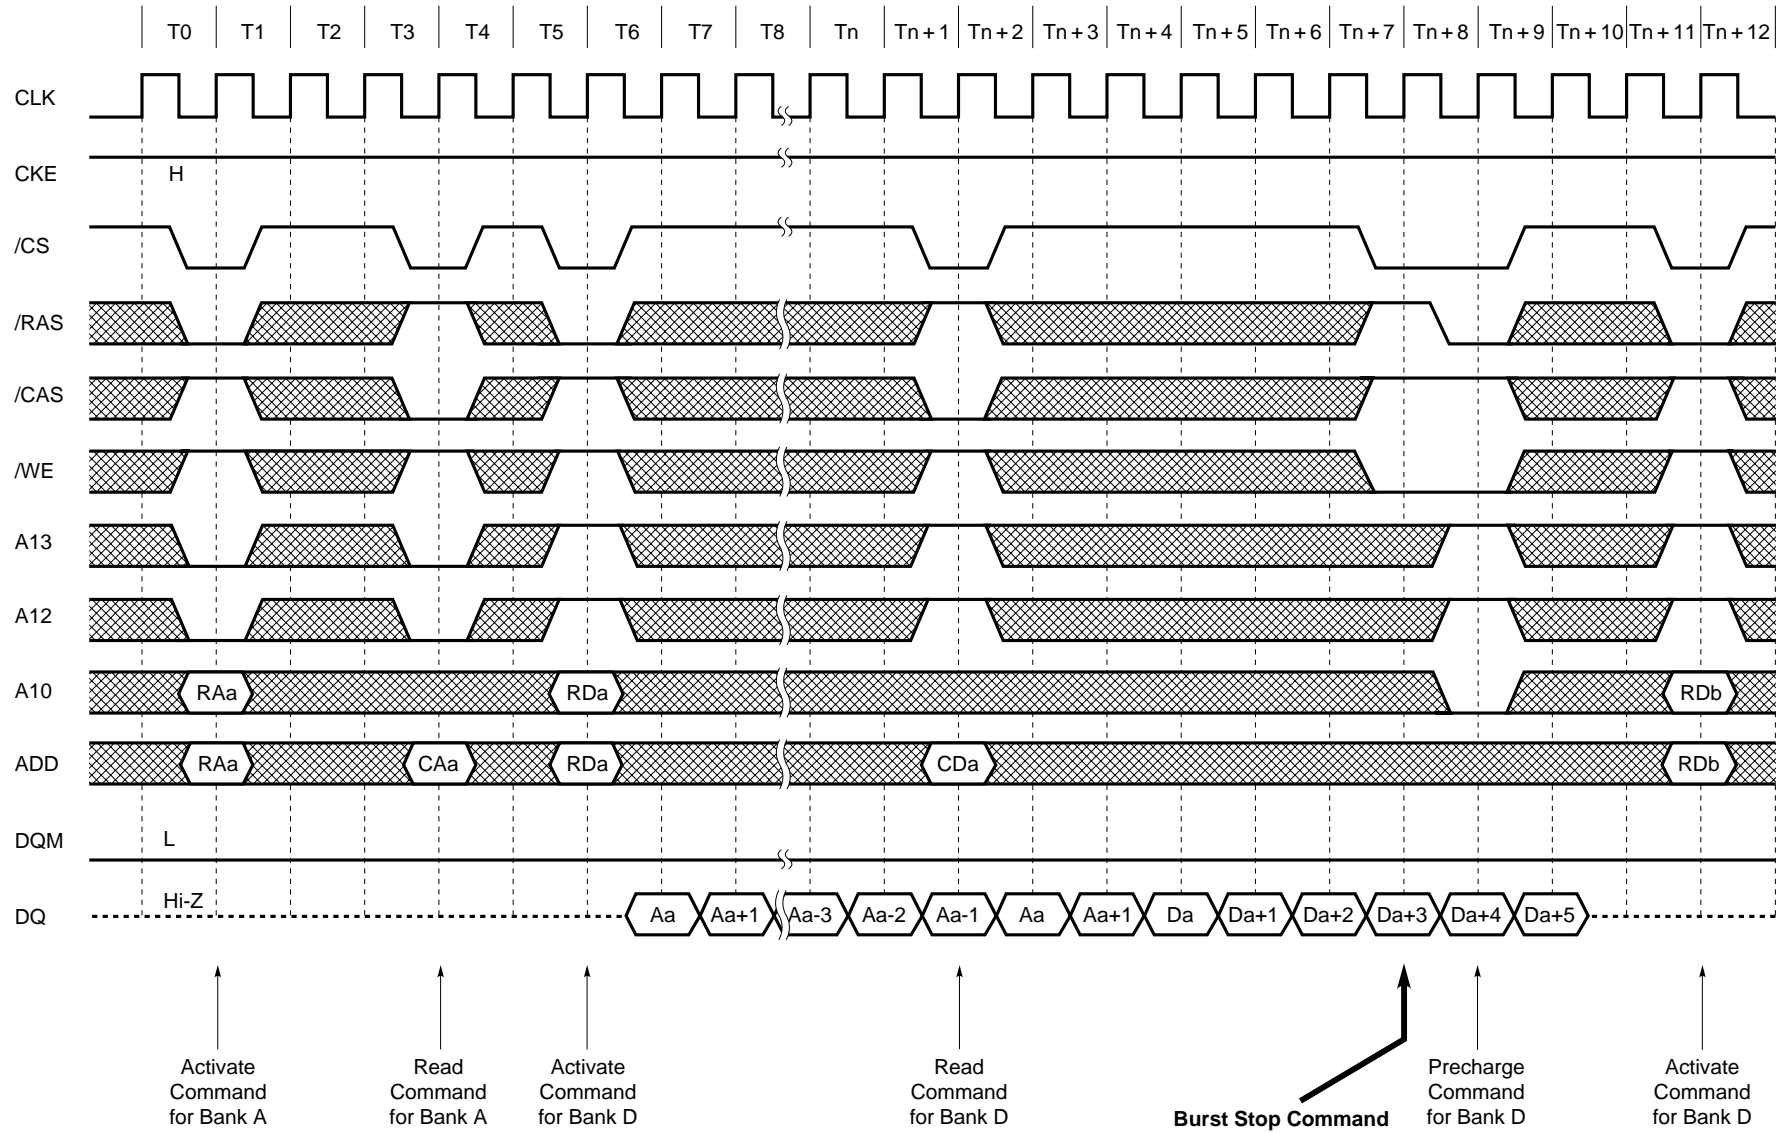 T0 T1 T2 T3 T4 T5 T6 T7 T8 Tn Tn + 1 Tn + 2 Tn + 3 Tn + 4 Tn + 5 Tn + 6 Tn + 7 Tn + 8 Tn + 9 Tn + 10 Tn + 11 Tn + 12
CLK
CKE H
/CS
/RAS
/CAS
/WE
A13
A12
A10 RAa RDa RDb
ADD RAa CAa RDa CDa RDb
DQM L
DQ Hi-Z Aa Aa+1 Aa-3 Aa-2 Aa-1 Aa Aa+1 Da Da+1 Da+2 Da+3 Da+4 Da+5
Activate
Command
for Bank A
Read
Command
for Bank A
Activate
Command
for Bank D
Read
Command
for Bank D
Burst Stop Command
Precharge
Command
for Bank D
Activate
Command
for Bank D